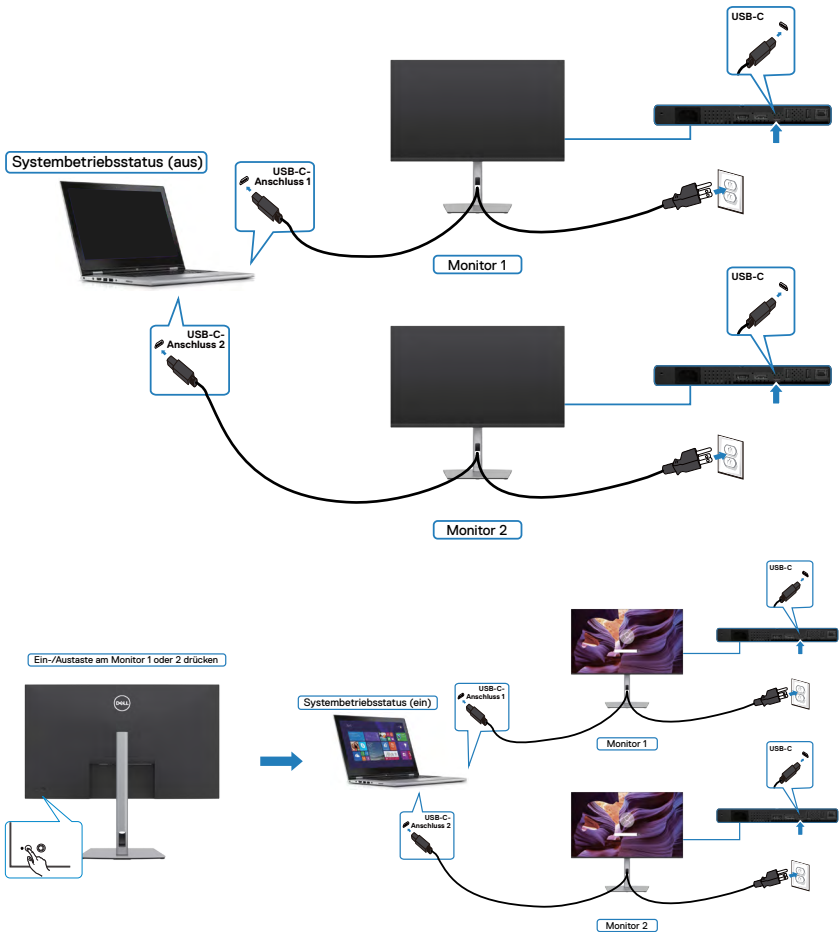 USB-C
Systembetriebsstatus (aus)
USB-C-
Anschluss 1
Monitor 1
USB-C
USB-C-
Anschluss 2
Monitor 2
USB-C
Ein-/Austaste am Monitor 1 oder 2 drücken
DELL
Systembetriebsstatus (ein)
USB-C-
Anschluss 1
Monitor 1
USB-C
USB-C-
Anschluss 2
Monitor 2